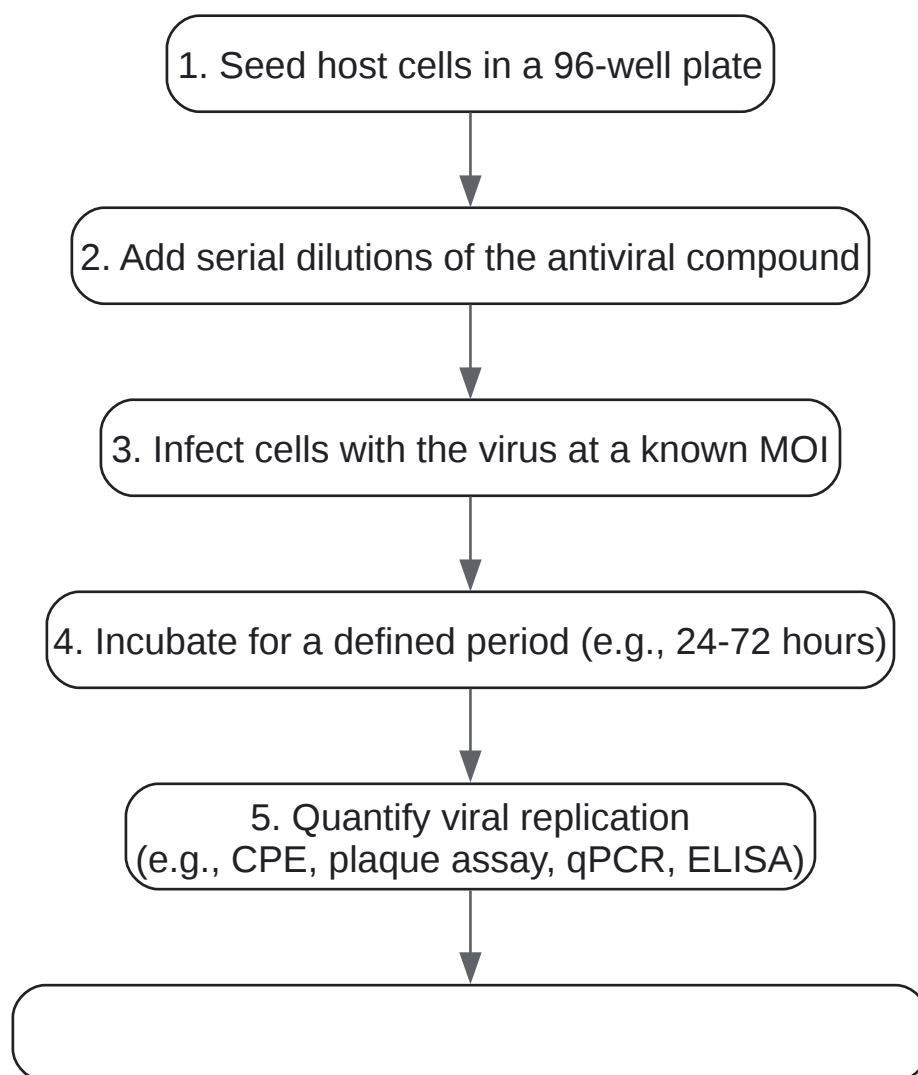 1. Seed host cells in a 96-well plate
2. Add serial dilutions of the antiviral compound
3. Infect cells with the virus at a known MOI
4. Incubate for a defined period (e.g., 24-72 hours)
5. Quantify viral replication
(e.g., CPE, plaque assay, qPCR, ELISA)